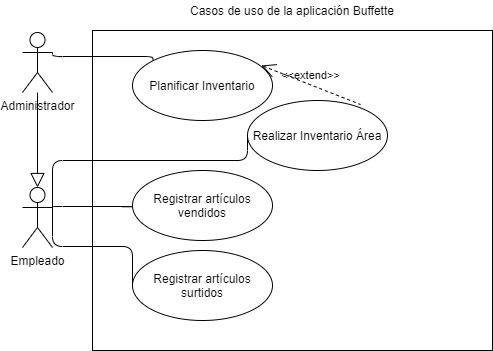 Casos de uso de la aplicación Buffette
Planificar Inventario
<<extend>>
Administrador
Realizar Inventario Área
Registrar artículos
vendidos
Empleado
Registrar artículos
surtidos